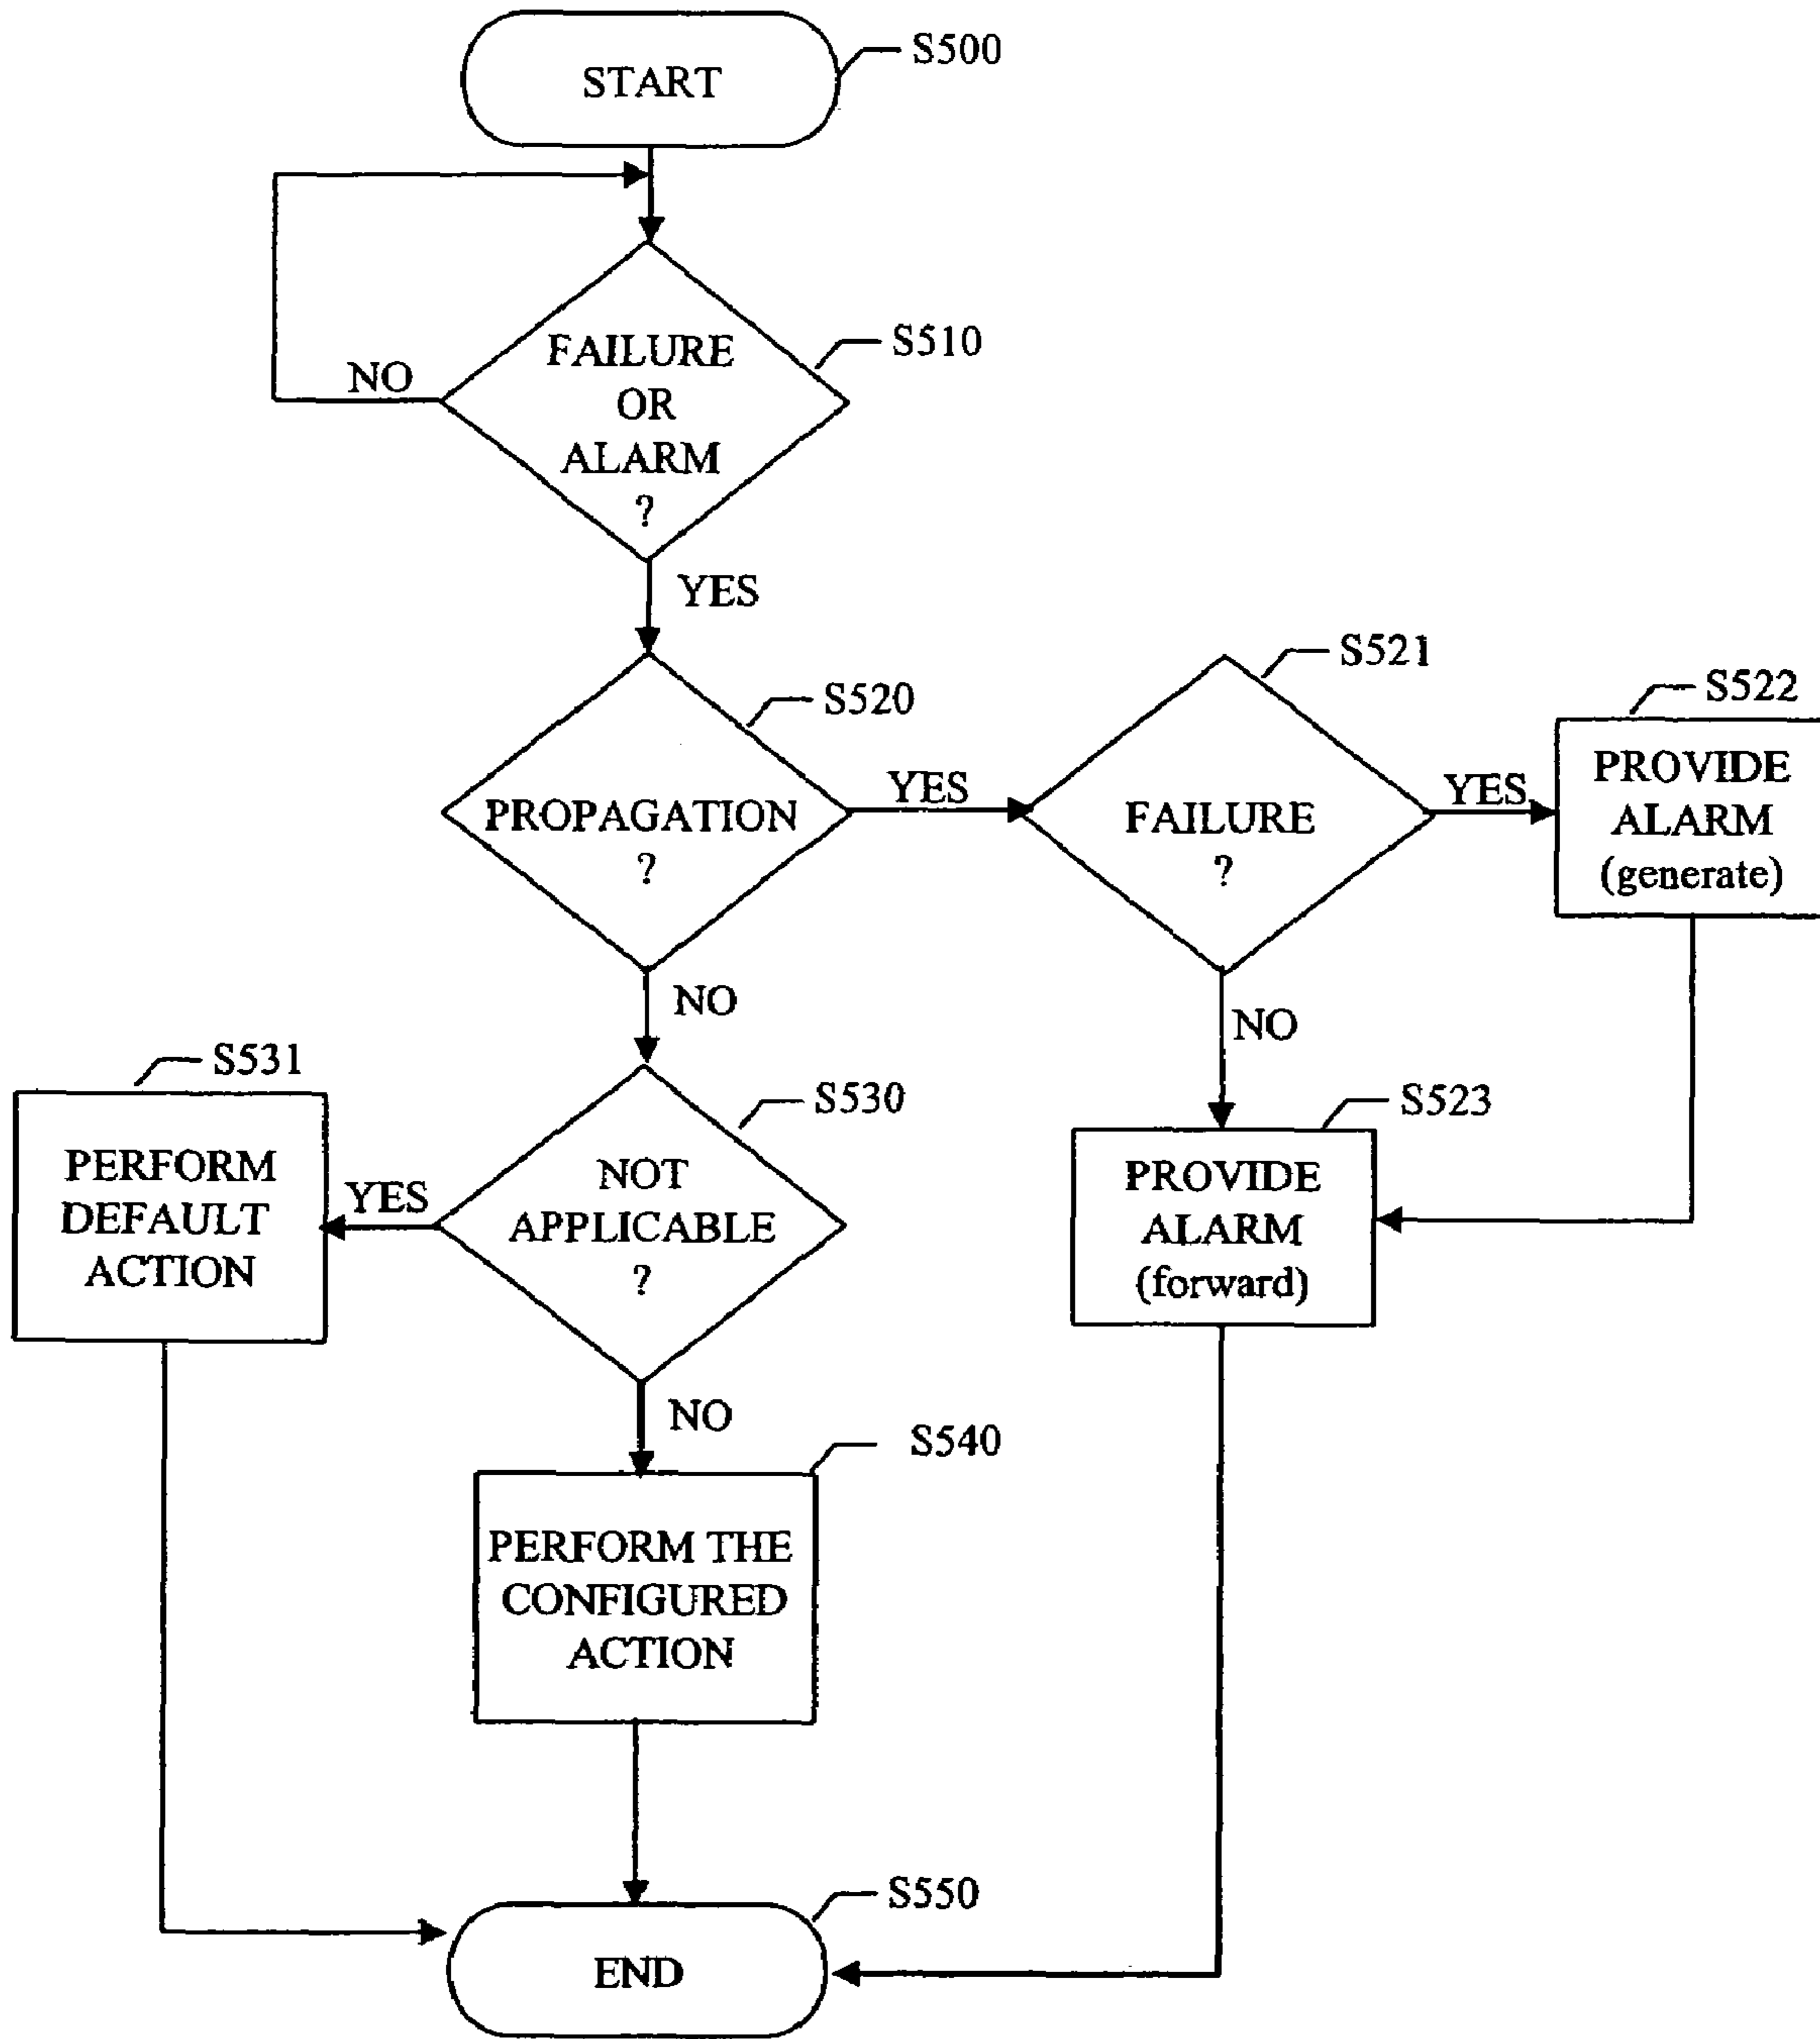 START
S500
FAILURE
OR
ALARM
?
S510
NO
YES
PROPAGATION
?
S520
YES
FAILURE
?
S521
YES
PROVIDE
ALARM
(generate)
S522
NO
NO
PROVIDE
ALARM
(forward)
S523
NOT
APPLICABLE
?
S530
YES
PERFORM
DEFAULT
ACTION
S531
NO
PERFORM THE
CONFIGURED
ACTION
S540
END
S550